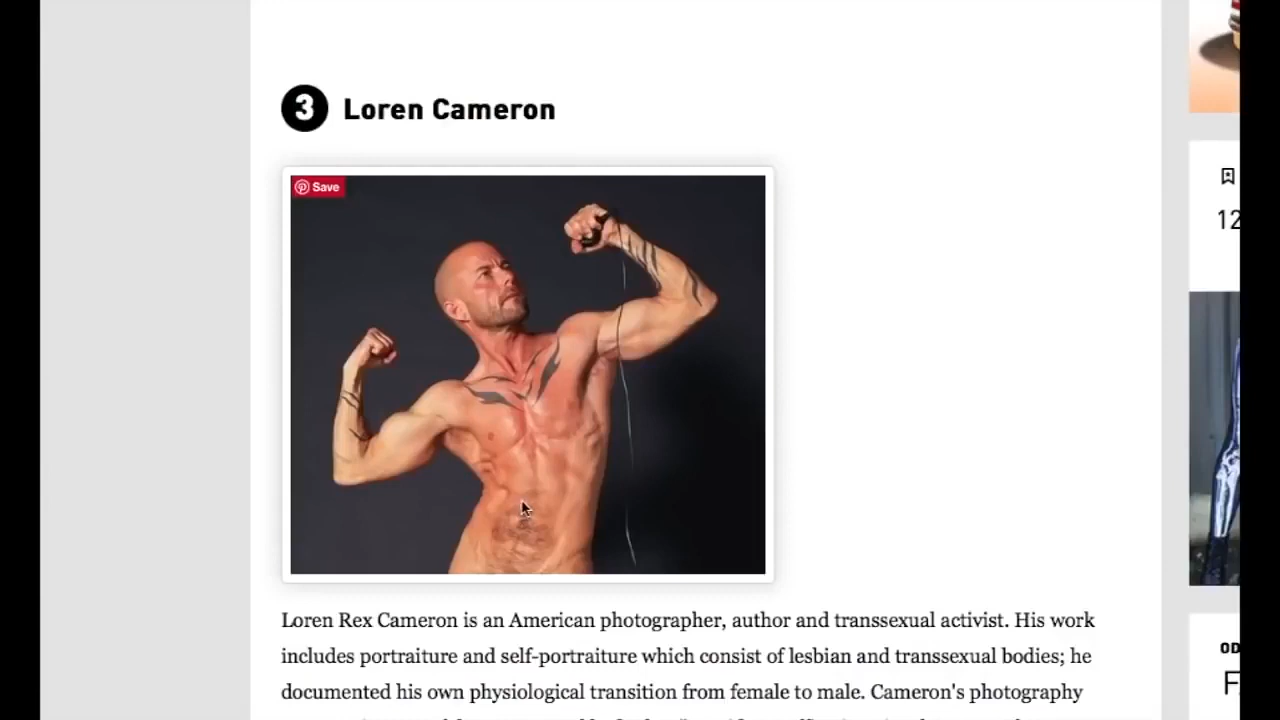 3 Loren Cameron
Save
12
Loren Rex Cameron is an American photographer, author and transsexual activist. His work
includes portraiture and self-portraiture which consist of lesbian and transsexual bodies; he
documented his own physiological transition from female to male. Cameron's photography
OD
F